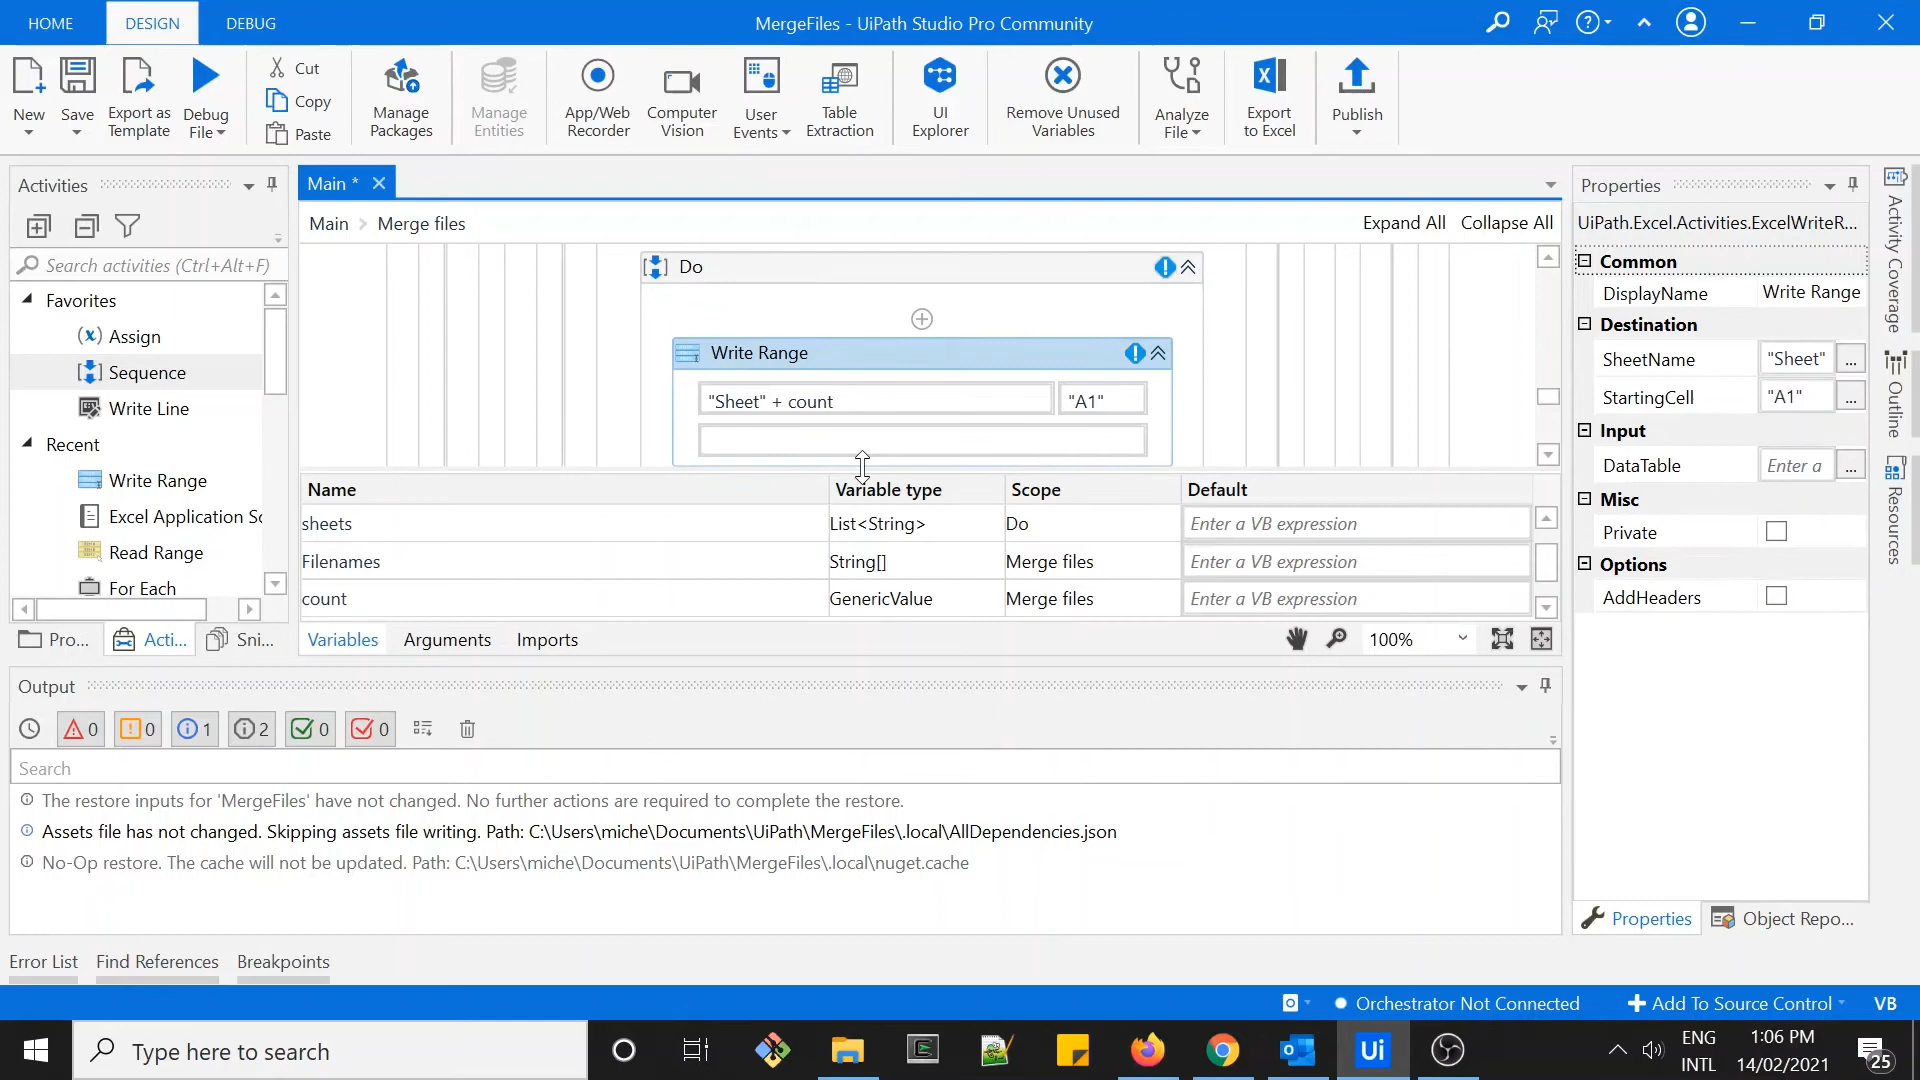 HOME
DESIGN
DEBUG
MergeFiles - UiPath Studio Pro Community
New
Save
Export as Template
Debug File
Cut
Copy
Paste
Manage Packages
Manage Entities
App/Web Recorder
Computer Vision
User Events
Table Extraction
UI Explorer
Remove Unused Variables
Analyze File
Export to Excel
Publish
Activities
Search activities (Ctrl+Alt+F)
Favorites
Assign
Sequence
Write Line
Recent
Write Range
Excel Application Sc
Read Range
For Each
Pro...
Acti...
Sni...
Main *
Main > Merge files
Expand All
Collapse All
Do
Write Range
"Sheet" + count
"A1"
Name
Variable type
Scope
Default
sheets
List<String>
Do
Enter a VB expression
Filenames
String[]
Merge files
Enter a VB expression
count
GenericValue
Merge files
Enter a VB expression
Variables
Arguments
Imports
100%
Output
0
0
1
2
0
0
Search
The restore inputs for 'MergeFiles' have not changed. No further actions are required to complete the restore.
Assets file has not changed. Skipping assets file writing. Path: C:\Users\miche\Documents\UiPath\MergeFiles\.local\AllDependencies.json
No-Op restore. The cache will not be updated. Path: C:\Users\miche\Documents\UiPath\MergeFiles\.local\nuget.cache
Error List
Find References
Breakpoints
Properties
UiPath.Excel.Activities.ExcelWriteR...
Common
DisplayName
Write Range
Destination
SheetName
"Sheet"
...
StartingCell
"A1"
...
Input
DataTable
Enter a
...
Misc
Private
Options
AddHeaders
Properties
Object Repo...
Activity Coverage
Outline
Resources
Orchestrator Not Connected
Add To Source Control
VB
Type here to search
Ui
ENG
INTL
1:06 PM
14/02/2021
25